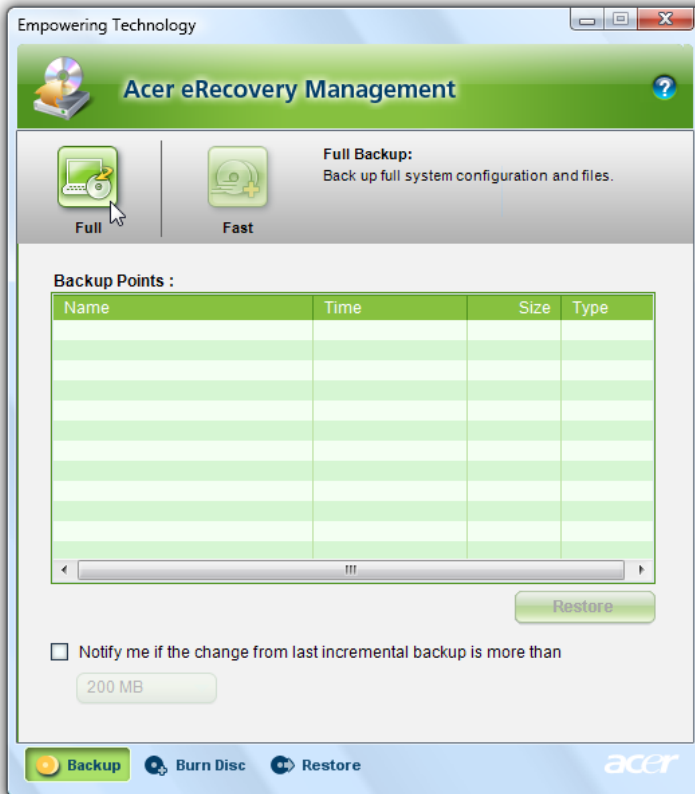 Empowering Technology
Acer eRecovery Management
Full
Fast
Full Backup:
Back up full system configuration and files.
Backup Points :
Name Time Size Type
Restore
Notify me if the change from last incremental backup is more than
200 MB
Backup Burn Disc Restore
acer